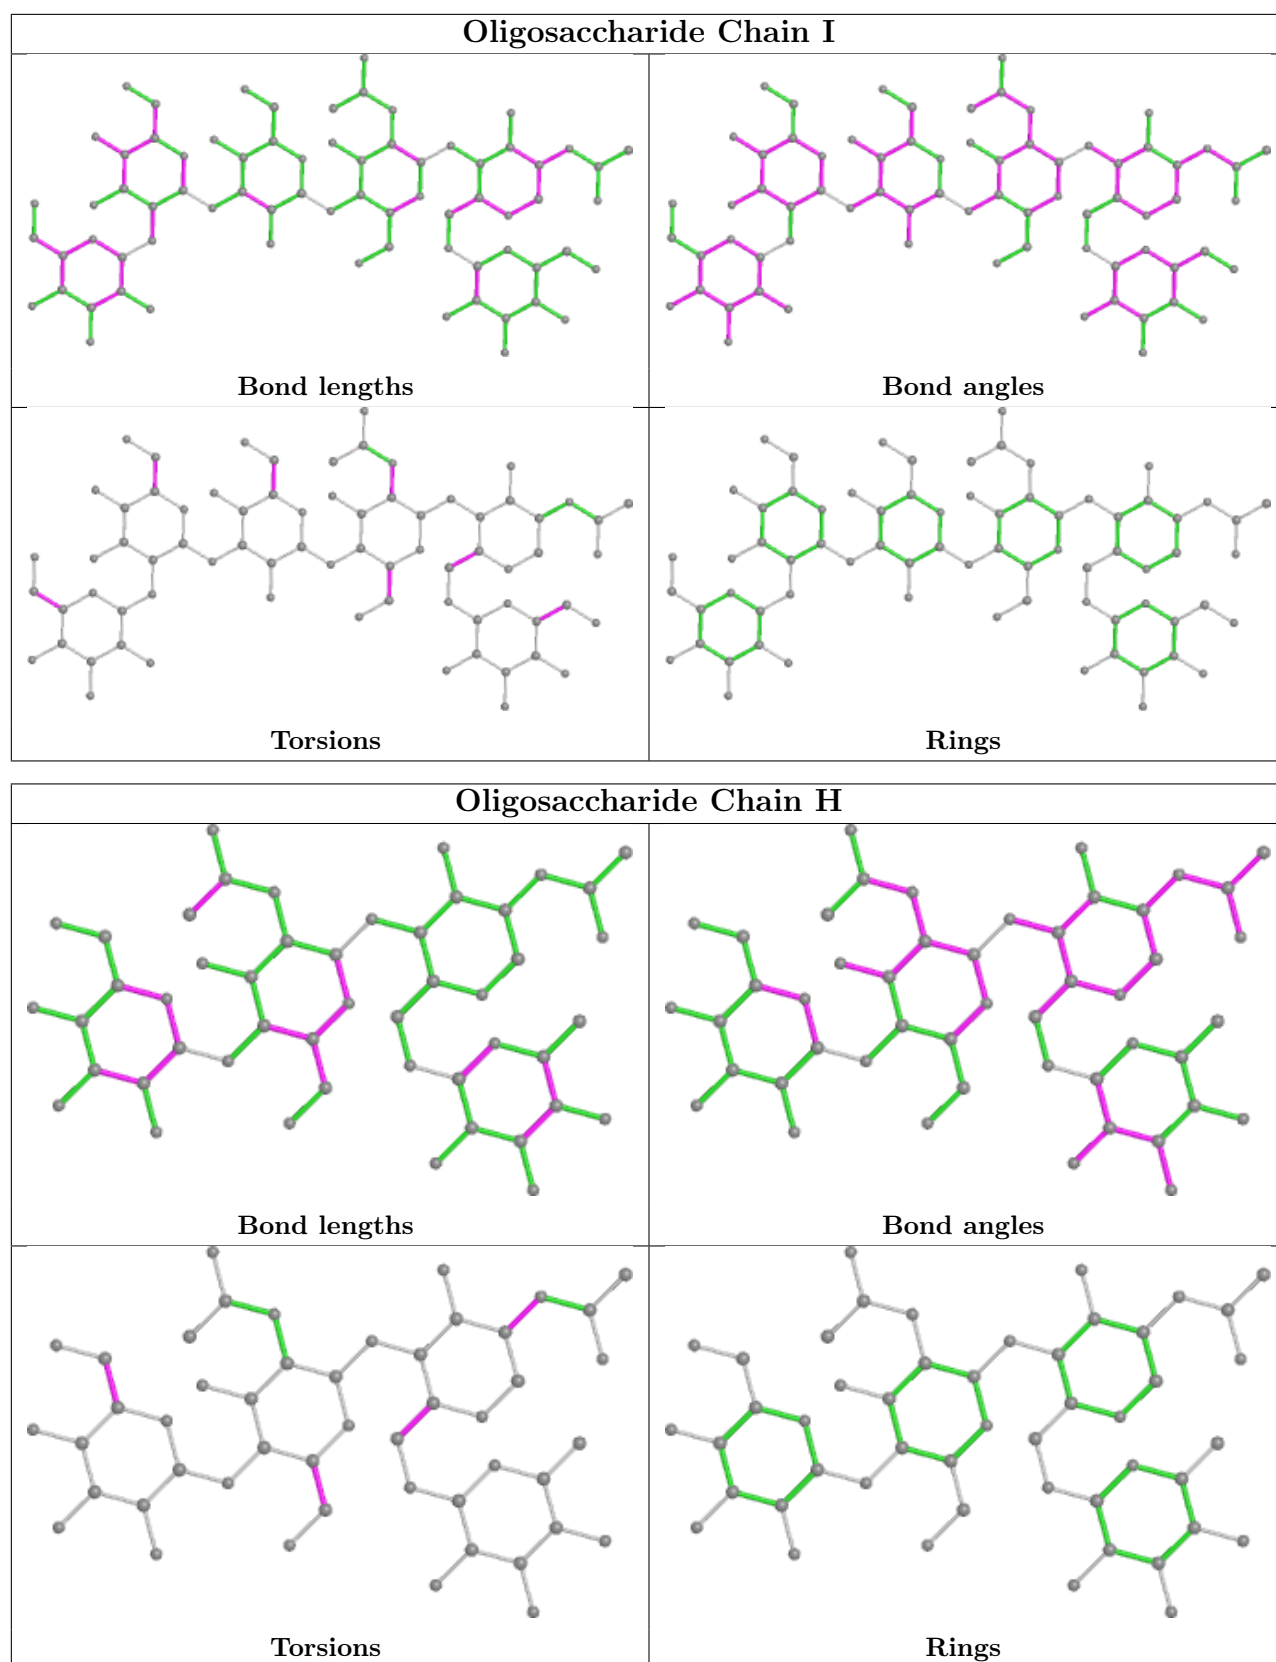 Oligosaccharide Chain I
Bond lengths
Bond angles
Torsions
Rings
Oligosaccharide Chain H
Bond lengths
Bond angles
Torsions
Rings